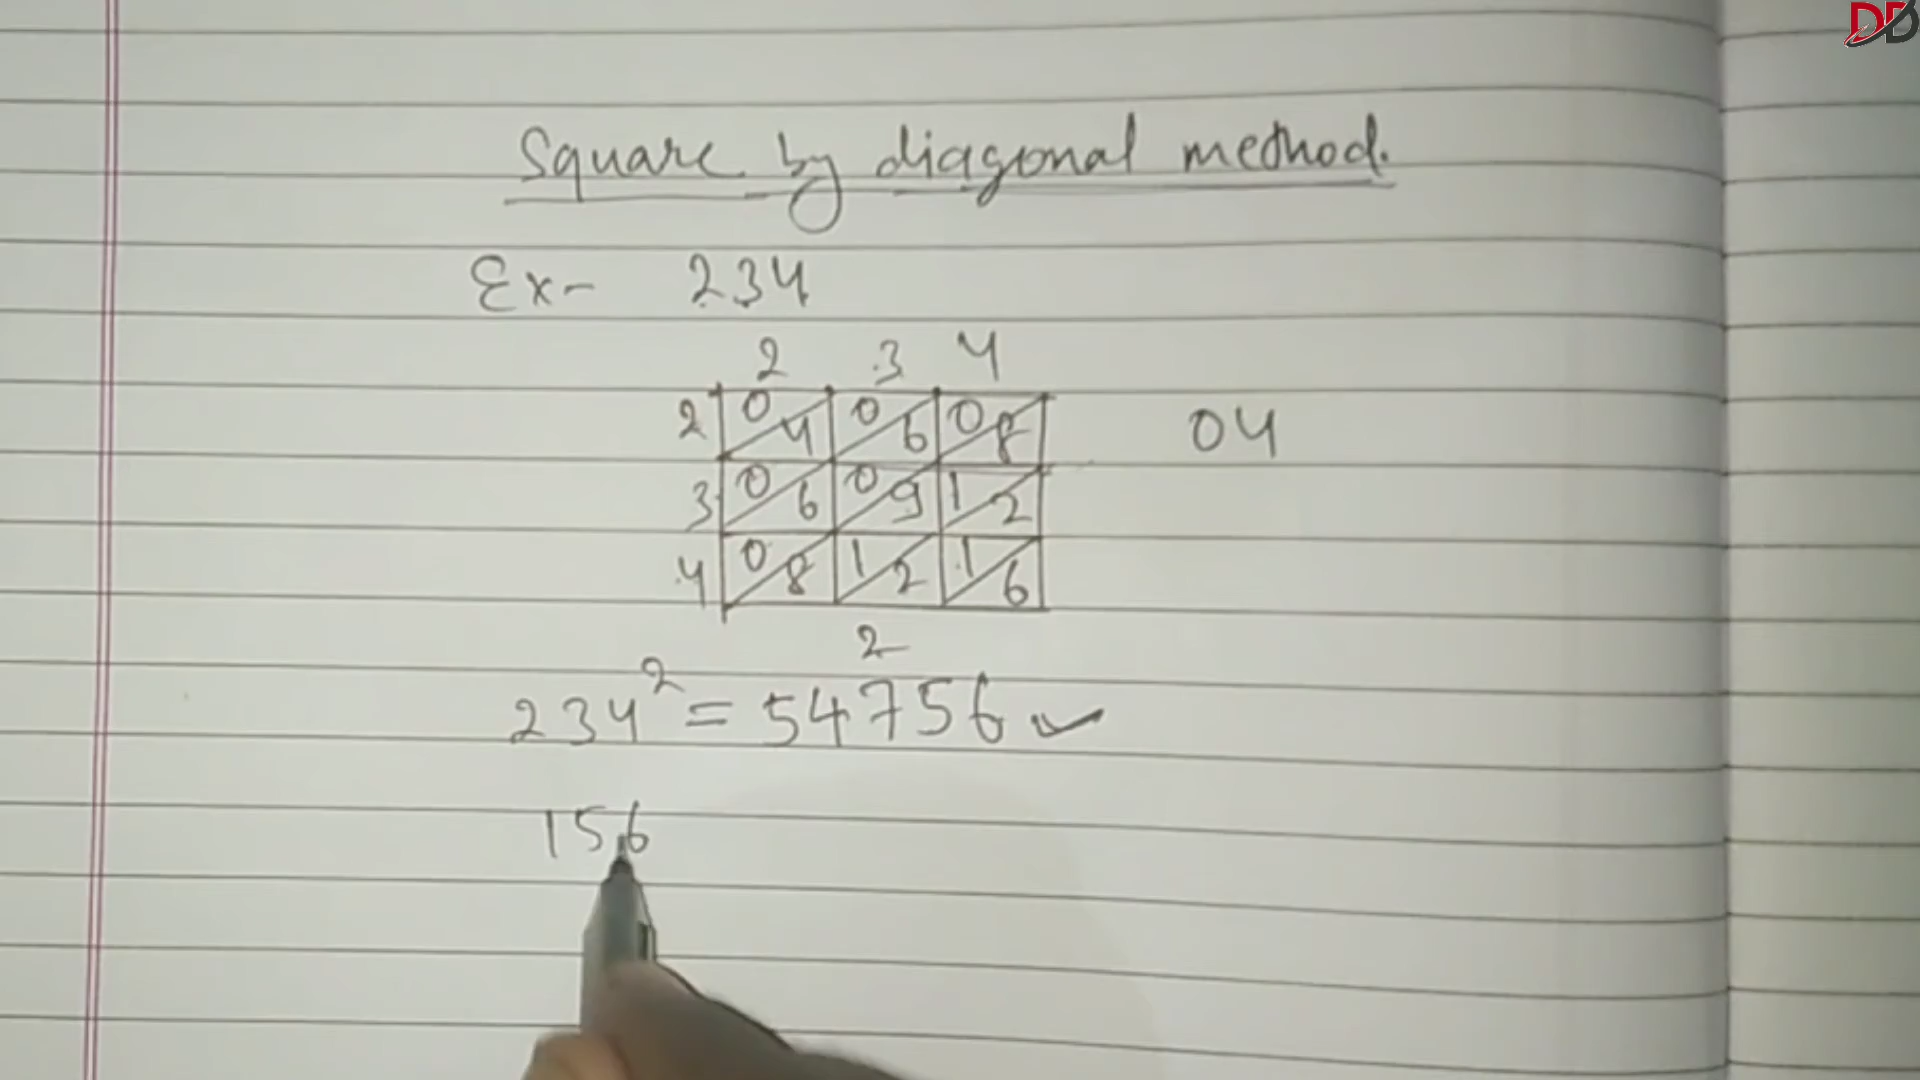 DD
Square by diagonal method.
Ex- 234
2 3 4
2 0/4 0/6 0/8 04
3 0/6 0/9 1/2
4 0/8 1/2 1/6
2
234² = 54756 ✓
156